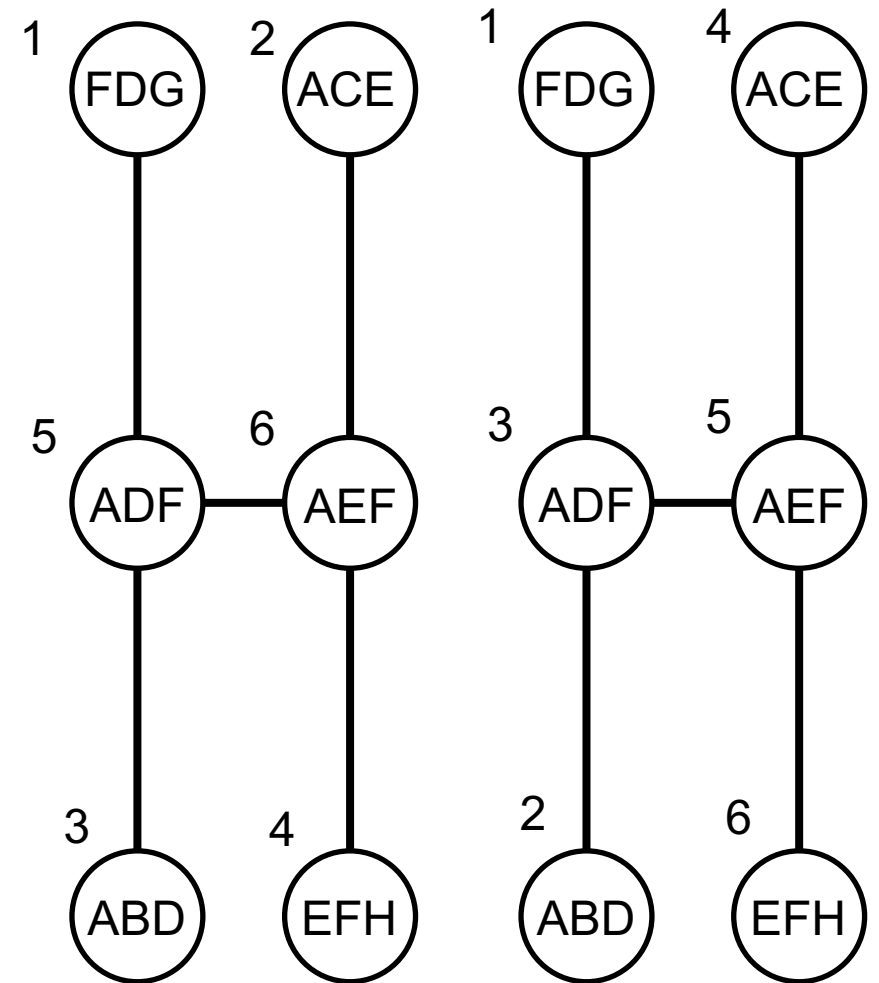 1 2 1 4
FDG ACE FDG ACE
5 6 3 5
ADF AEF ADF AEF
3 4 2 6
ABD EFH ABD EFH